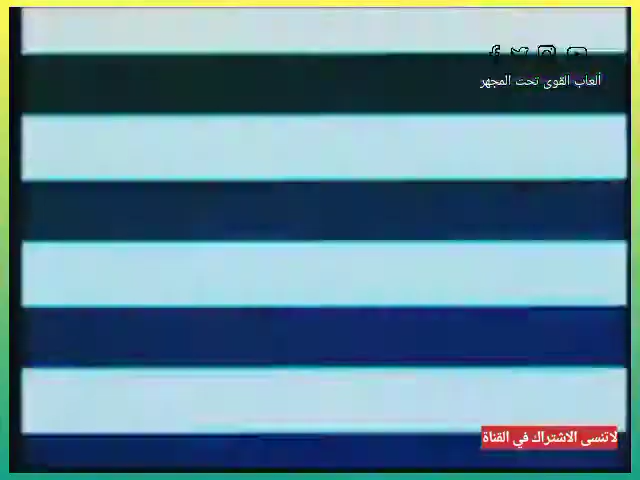 ألعاب القوى تحت المجهر
لاتنسى الاشتراك في القناة